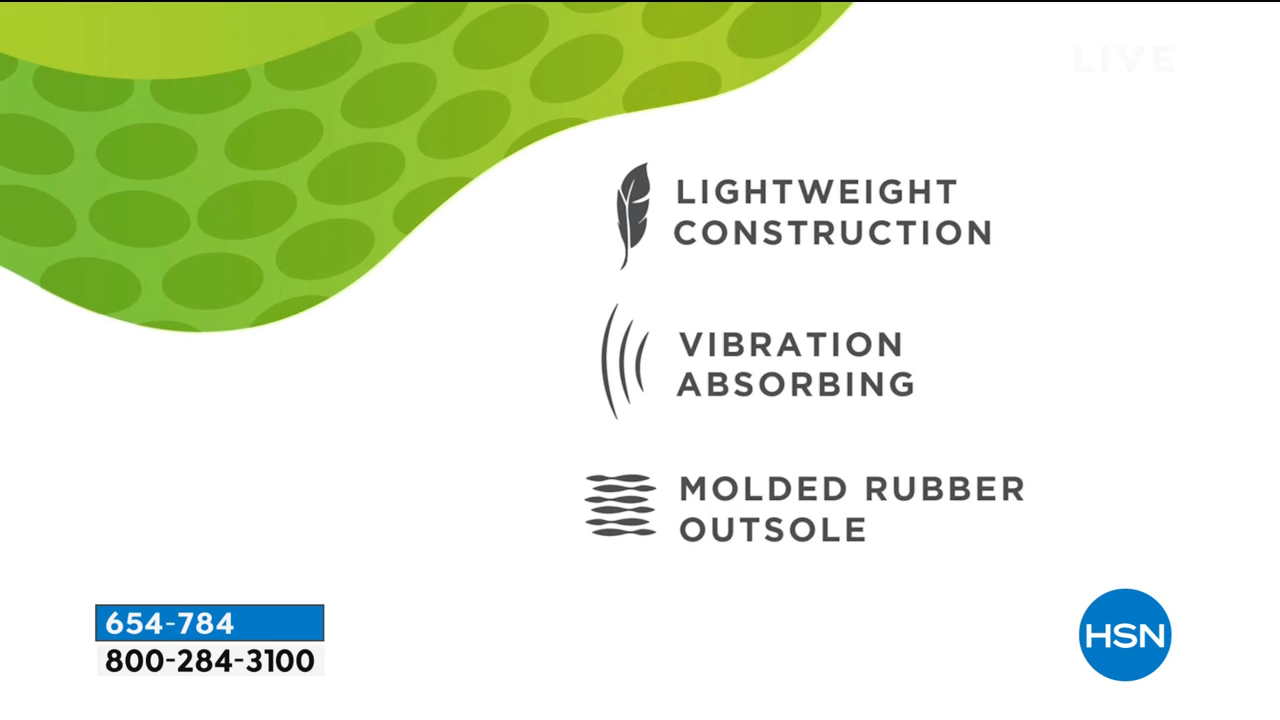 LIVE
LIGHTWEIGHT
CONSTRUCTION
VIBRATION
ABSORBING
MOLDED RUBBER
OUTSOLE
654-784
800-284-3100
HSN